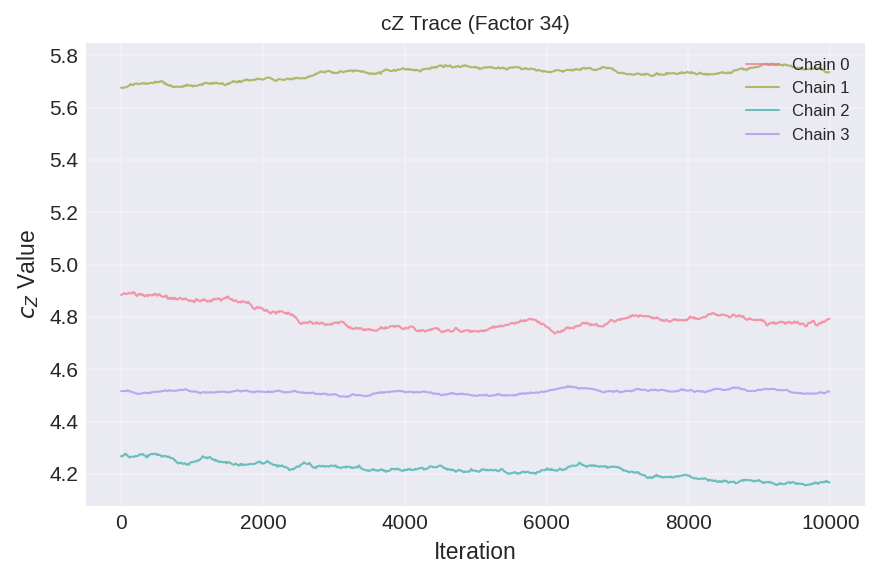 cZ Trace (Factor 34)
5.8
5.6
5.4
5.2
5.0
4.8
4.6
4.4
4.2
cZ Value
0
2000
4000
6000
8000
10000
Iteration
Chain 0
Chain 1
Chain 2
Chain 3